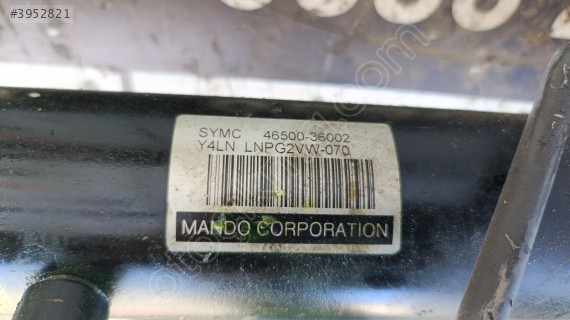 #3952821
SYMC 46500-36002
Y4LN LNPG2VW-070
MANDO CORPORATION